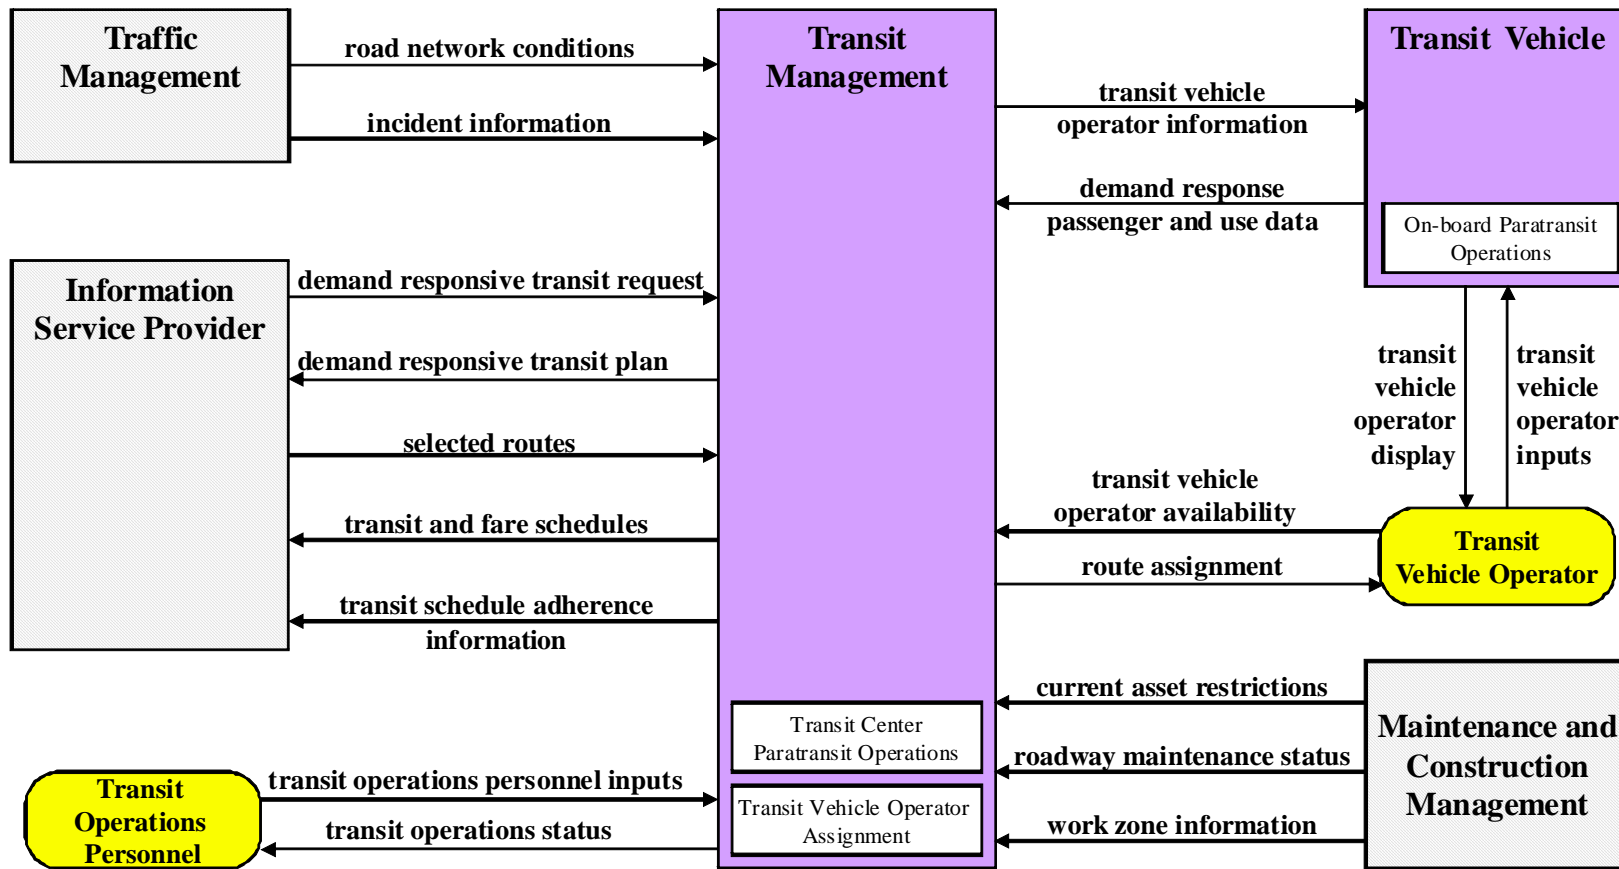 Traffic
Management
road network conditions
incident information
Transit
Management
transit vehicle
operator information
demand response
passenger and use data
Transit Vehicle
On-board Paratransit
Operations
Information
Service Provider
demand responsive transit request
demand responsive transit plan
selected routes
transit and fare schedules
transit schedule adherence
information
transit
vehicle
operator
display
transit
vehicle
operator
inputs
transit vehicle
operator availability
route assignment
Transit
Vehicle Operator
current asset restrictions
roadway maintenance status
work zone information
Maintenance and
Construction
Management
Transit Center
Paratransit Operations
Transit Vehicle Operator
Assignment
Transit
Operations
Personnel
transit operations personnel inputs
transit operations status